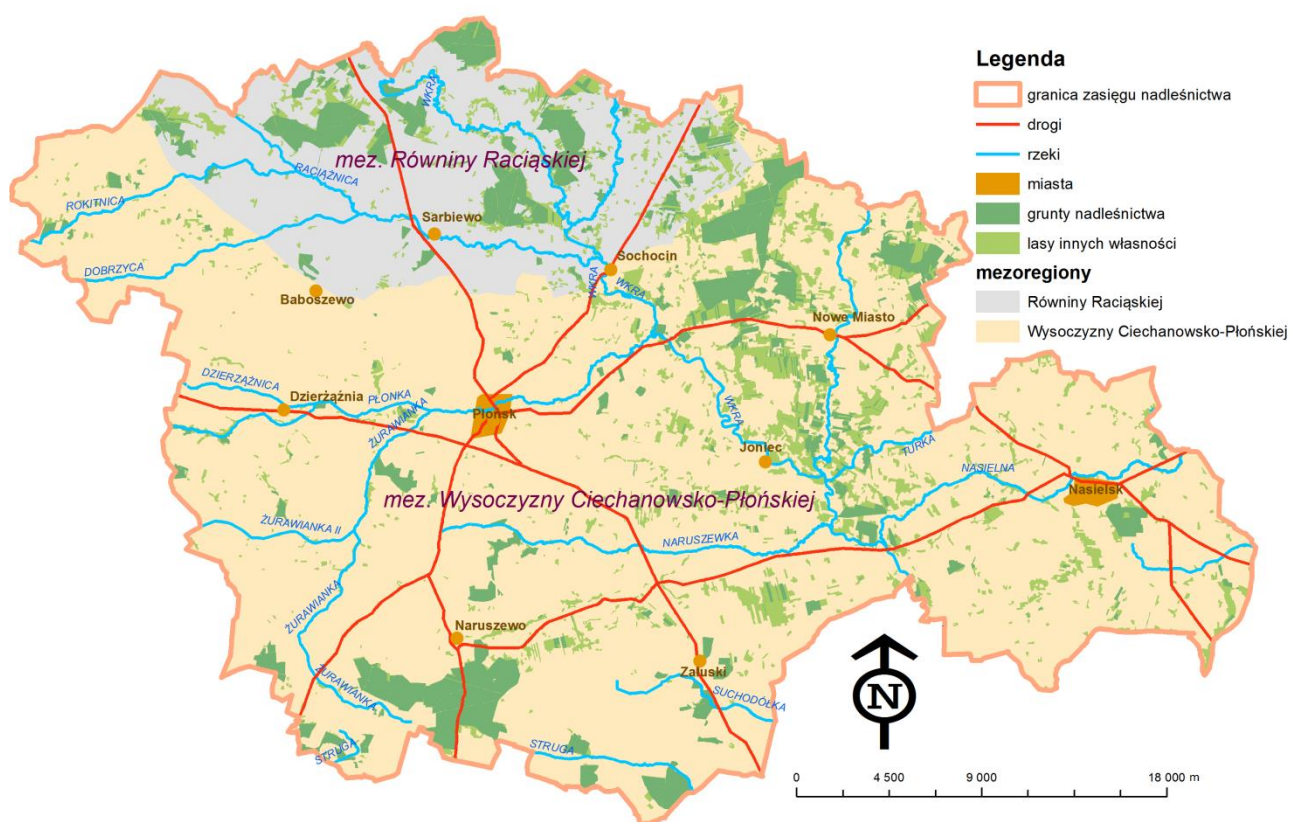 Legenda
granica zasięgu nadleśnictwa
drogi
rzeki
miasta
grunty nadleśnictwa
lasy innych własności
mezoregiony
Równiny Raciąskiej
Wysoczyzny Ciechanowsko-Płońskiej
WKRA
mez. Równiny Raciąskiej
RACIĄŻNICA
ROKITNICA
Sarbiewo
DOBRZYCA
Sochocin
WKRA
WKRA
Baboszewo
Nowe Miasto
DZIERZĄŻNICA
Dzierżążnia
PŁONKA
Płońsk
ŻURAWIANKA
WKRA
Joniec
TURKA
NASIELNA
Nasielsk
mez. Wysoczyzny Ciechanowsko-Płońskiej
ŻURAWIANKA II
NARUSZEWKA
ŻURAWIANKA
Naruszewo
Załuski
ŻURAWIANKA
SUCHODÓŁKA
STRUGA
STRUGA
N
0 4 500 9 000 18 000 m